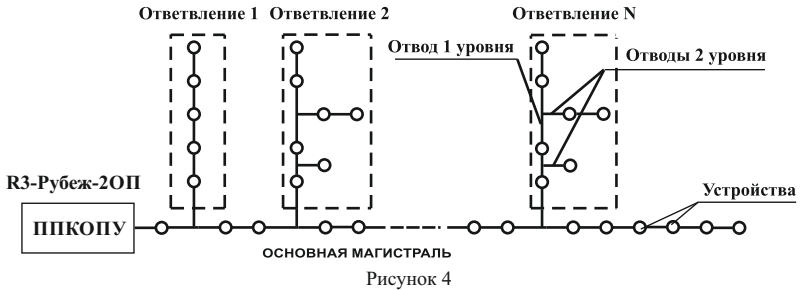 Ответвление 1
Ответвление 2
Ответвление N
Отвод 1 уровня
Отводы 2 уровня
R3-Рубеж-2ОП
ППКОПУ
Устройства
ОСНОВНАЯ МАГИСТРАЛЬ
Рисунок 4